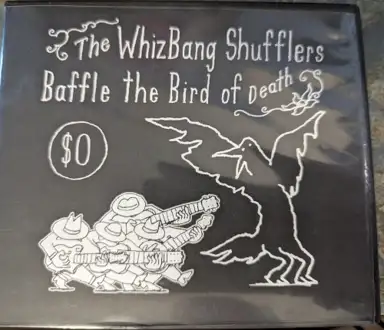 The WhizBang Shufflers
Baffle the Bird of Death
$0